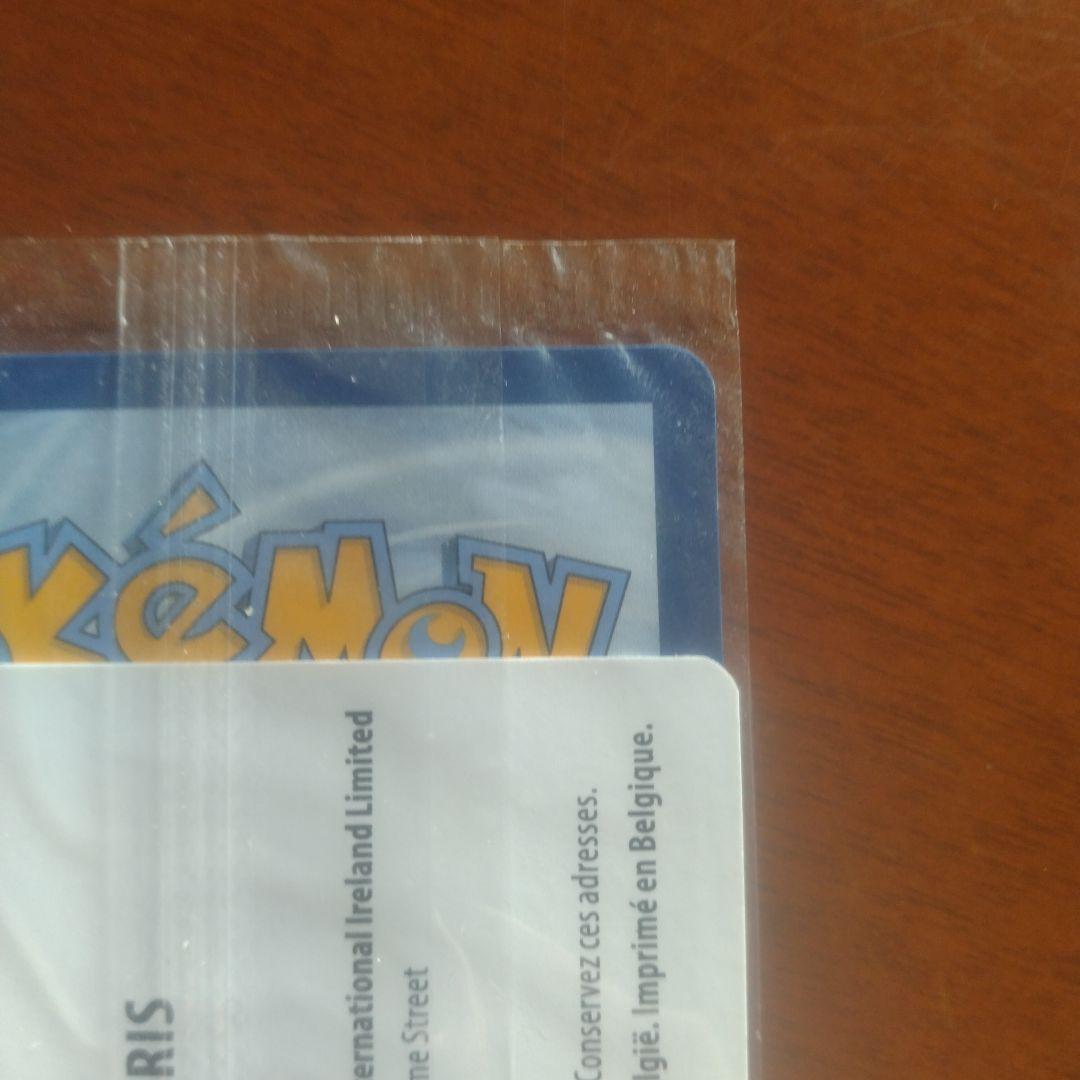 kéMON
RIS
ernational Ireland Limited
me Street
Conservez ces adresses.
lgië. Imprimé en Belgique.